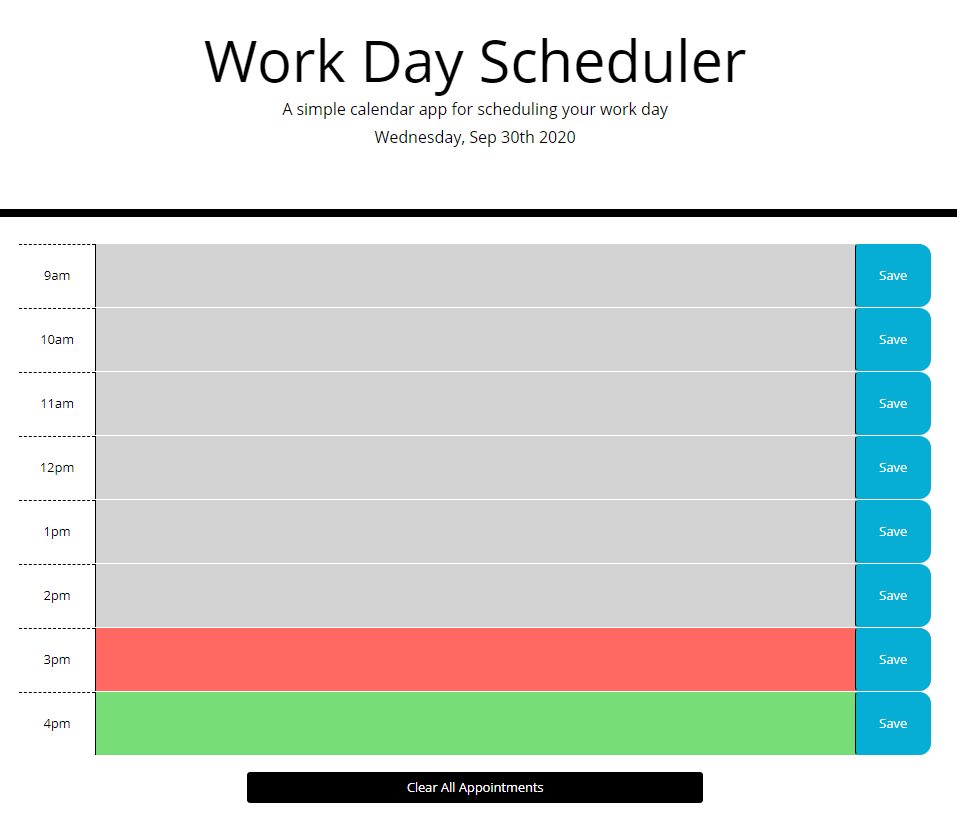 Work Day Scheduler
A simple calendar app for scheduling your work day
Wednesday, Sep 30th 2020
9am Save
10am Save
11am Save
12pm Save
1pm Save
2pm Save
3pm Save
4pm Save
Clear All Appointments